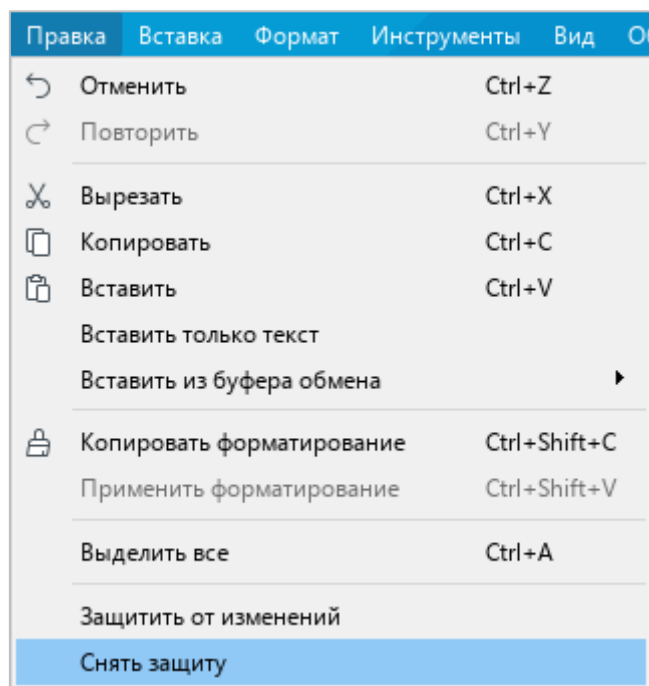 Правка Вставка Формат Инструменты Вид
Отменить Ctrl+Z
Повторить Ctrl+Y
Вырезать Ctrl+X
Копировать Ctrl+C
Вставить Ctrl+V
Вставить только текст
Вставить из буфера обмена
Копировать форматирование Ctrl+Shift+C
Применить форматирование Ctrl+Shift+V
Выделить все Ctrl+A
Защитить от изменений
Снять защиту